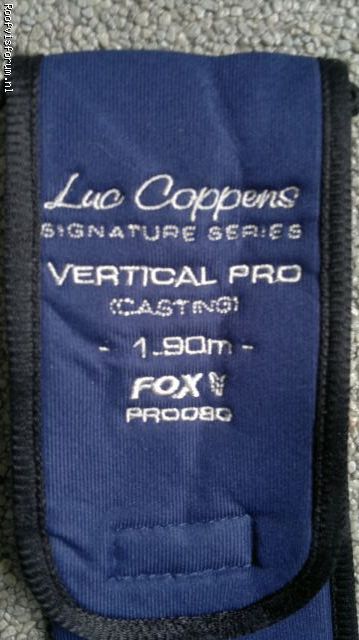 RoofvisForum.nl
Luc Coppens
SIGNATURE SERIES
VERTICAL PRO
(CASTING)
- 1.90m -
FOX
PRO080